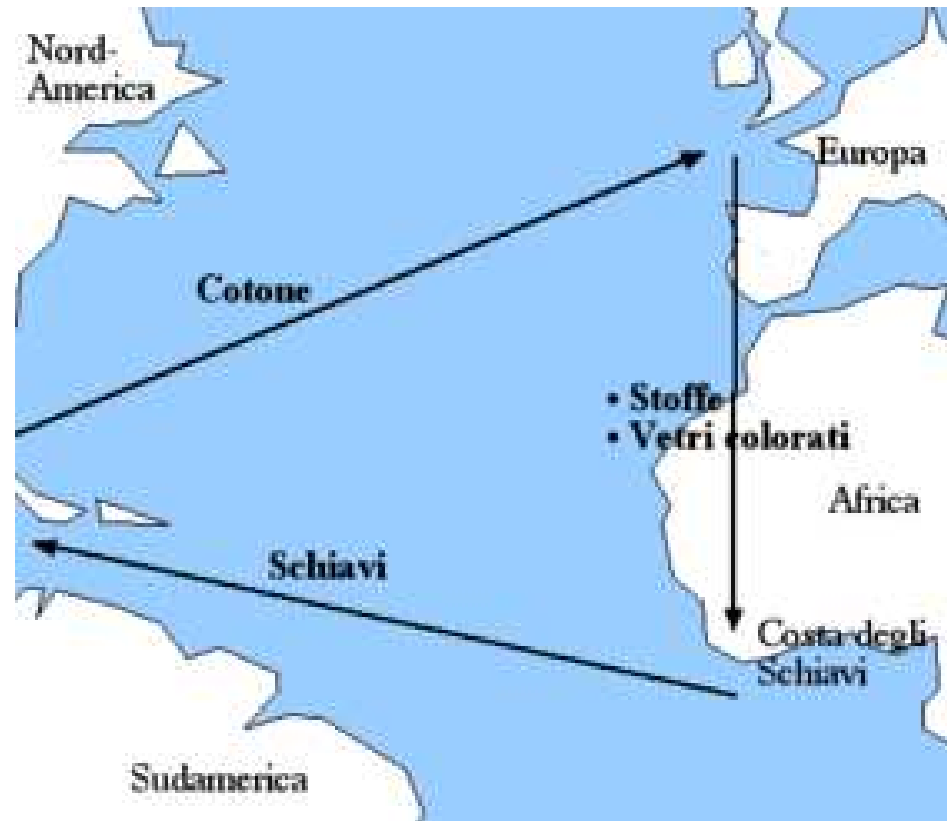 Nord-
America
Europa
Cotone
• Stoffe
• Vetri colorati
Africa
Schiavi
Costa degli
Schiavi
Sudamerica